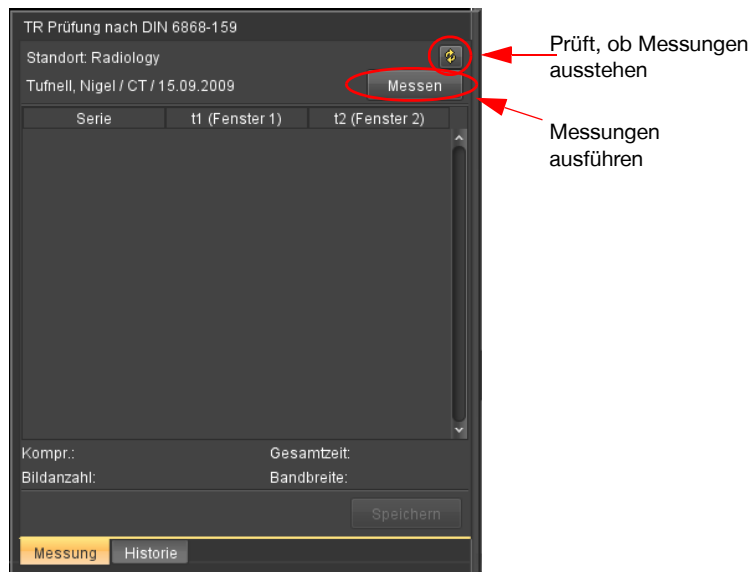 TR Prüfung nach DIN 6868-159
Standort: Radiology
Tufnell, Nigel / CT / 15.09.2009
Messen
Serie t1 (Fenster 1) t2 (Fenster 2)
Kompr.: Gesamtzeit:
Bildanzahl: Bandbreite:
Speichern
Messung Historie
Prüft, ob Messungen
ausstehen
Messungen
ausführen